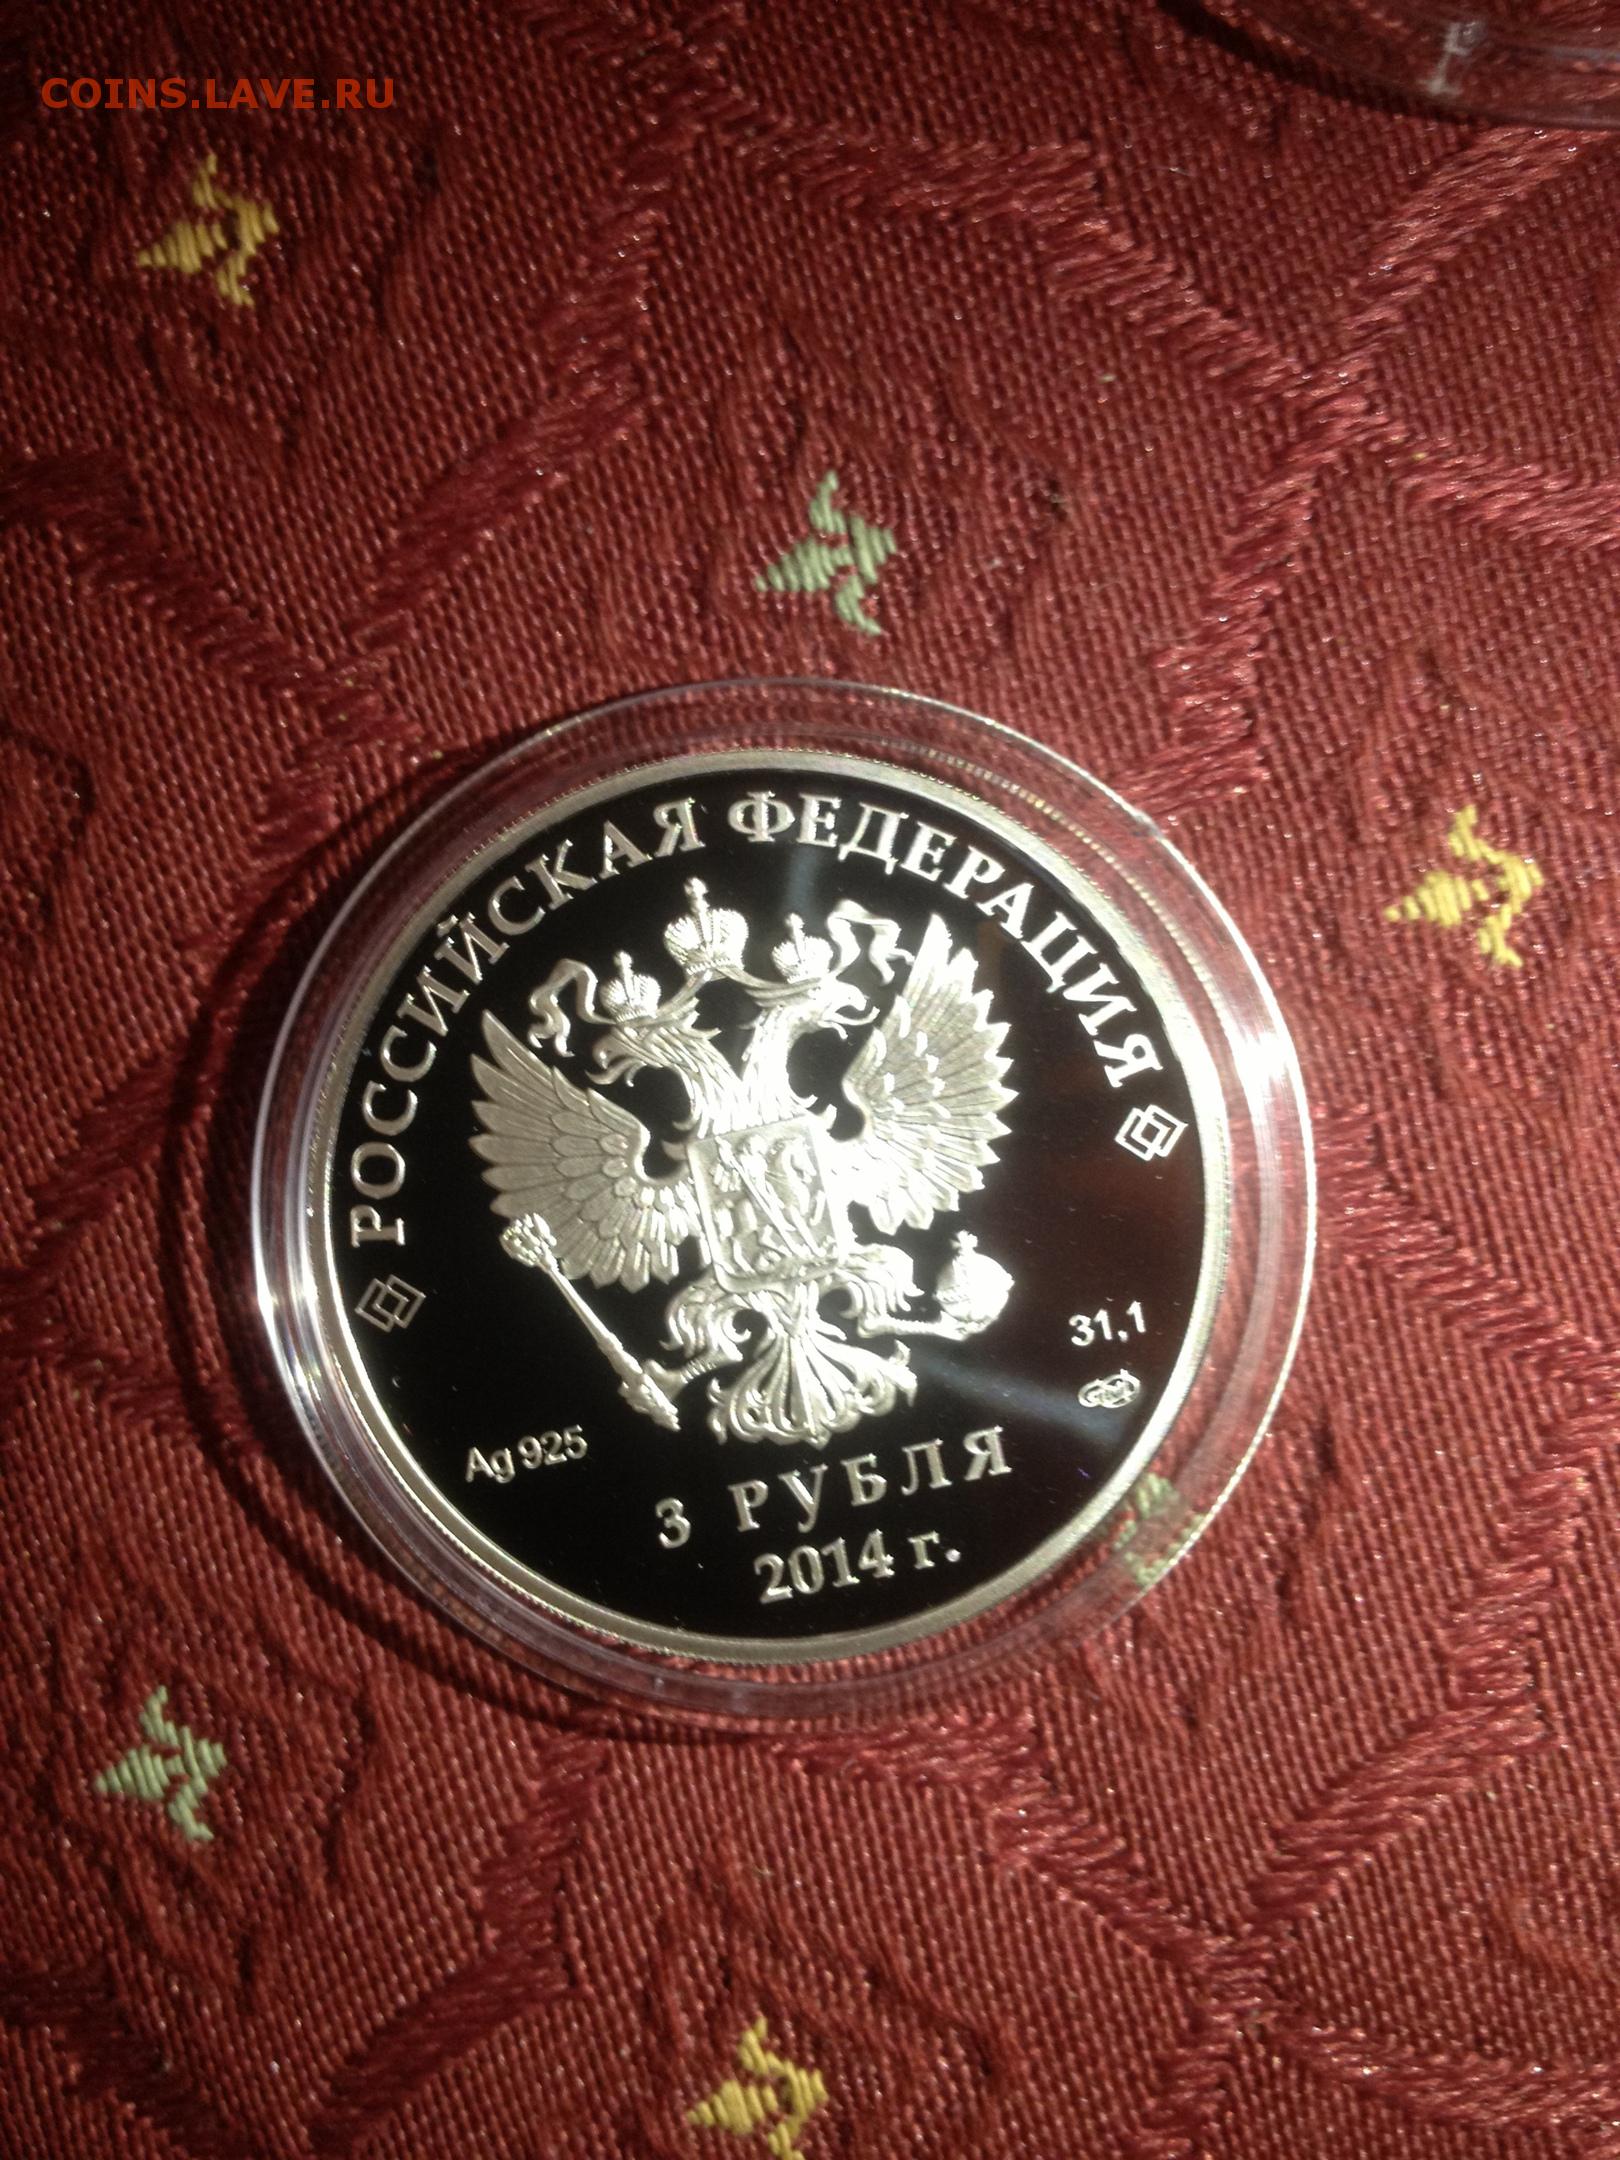 COINS.LAVE.RU
РОССИЙСКАЯ ФЕДЕРАЦИЯ
31,1
Ag 925
3 РУБЛЯ
2014 г.